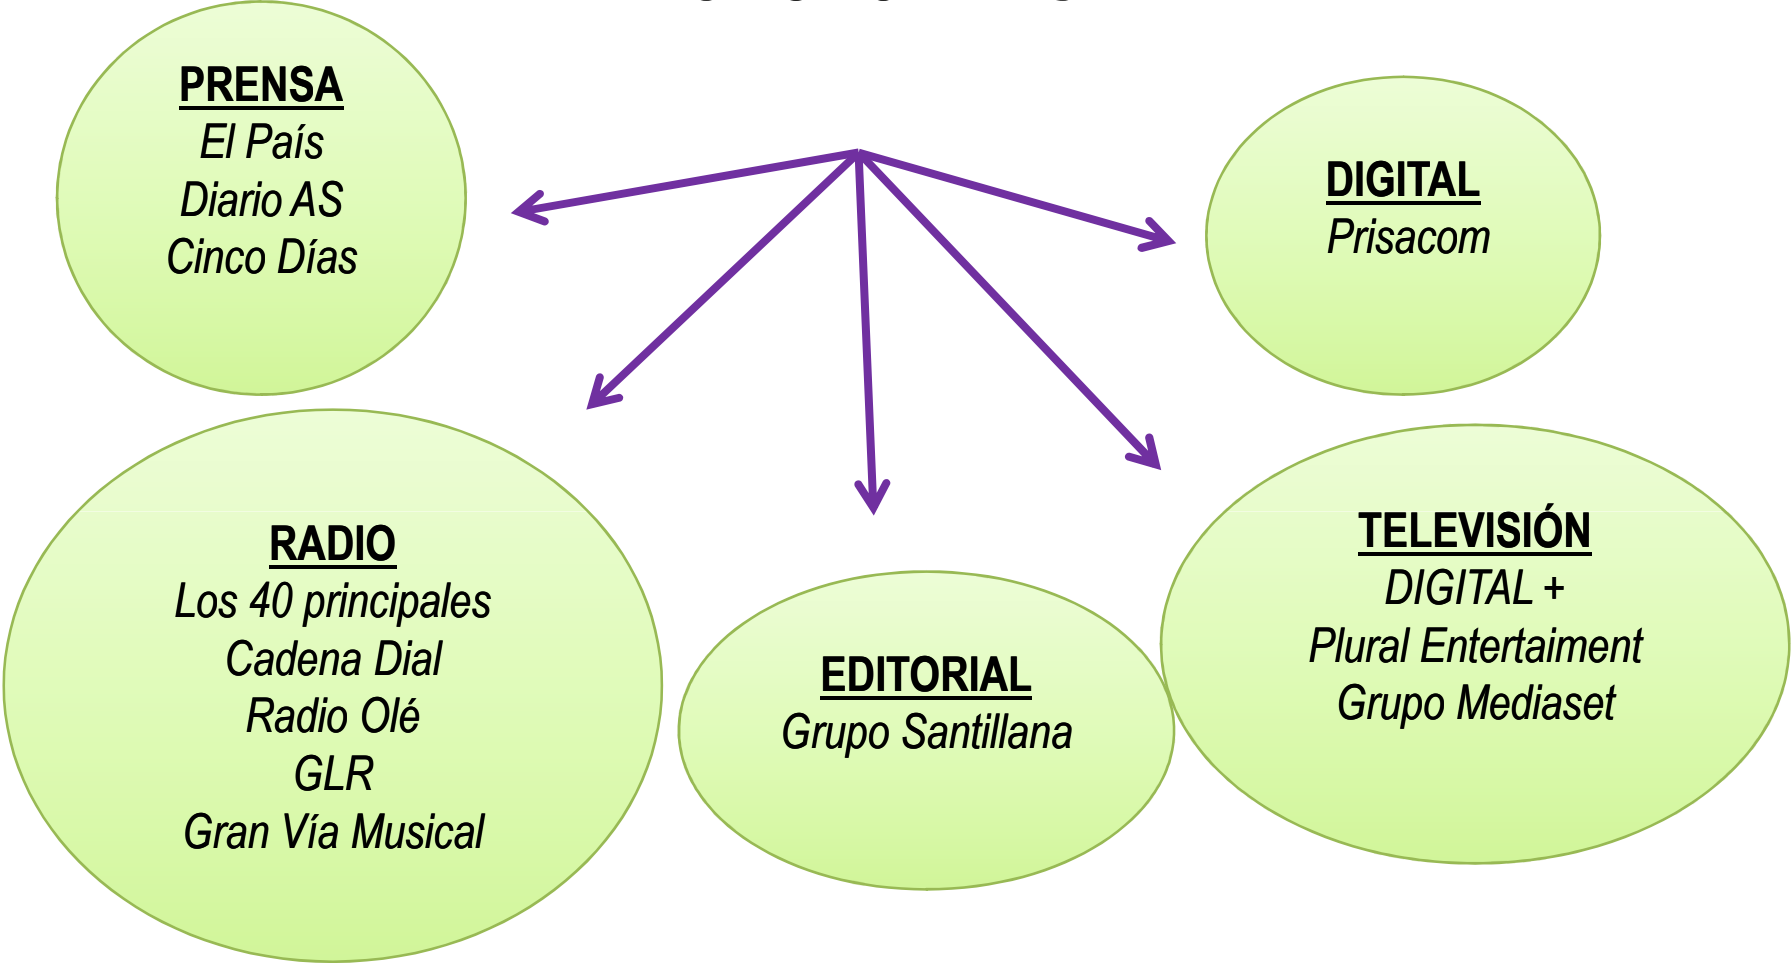 PRENSA
El País
Diario AS
Cinco Días
DIGITAL
Prisacom
RADIO
Los 40 principales
Cadena Dial
Radio Olé
GLR
Gran Vía Musical
EDITORIAL
Grupo Santillana
TELEVISIÓN
DIGITAL +
Plural Entertaiment
Grupo Mediaset